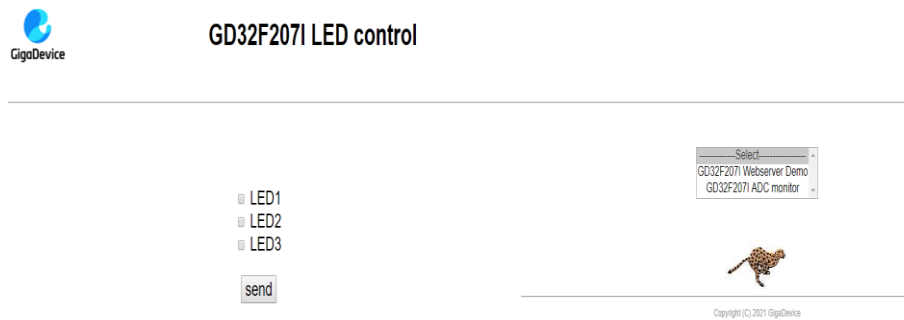 GigaDevice
GD32F207I LED control
-------------Select-----------------
GD32F207I Webserver Demo
GD32F207I ADC monitor
LED1
LED2
LED3
send
Copyright (C) 2021 GigaDevice